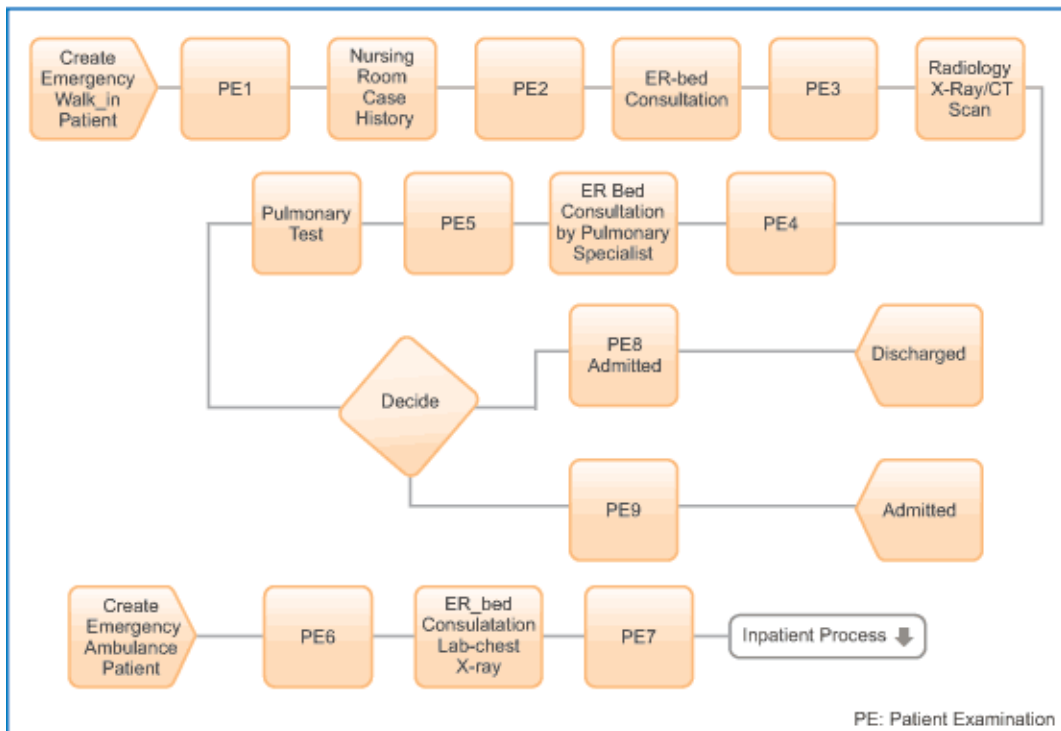 Create
Emergency
Walk_in
Patient
PE1
Nursing
Room
Case
History
PE2
ER-bed
Consultation
PE3
Radiology
X-Ray/CT
Scan
Pulmonary
Test
PE5
ER Bed
Consultation
by Pulmonary
Specialist
PE4
Decide
PE8
Admitted
Discharged
PE9
Admitted
Create
Emergency
Ambulance
Patient
PE6
ER_bed
Consulatation
Lab-chest
X-ray
PE7
Inpatient Process
PE: Patient Examination